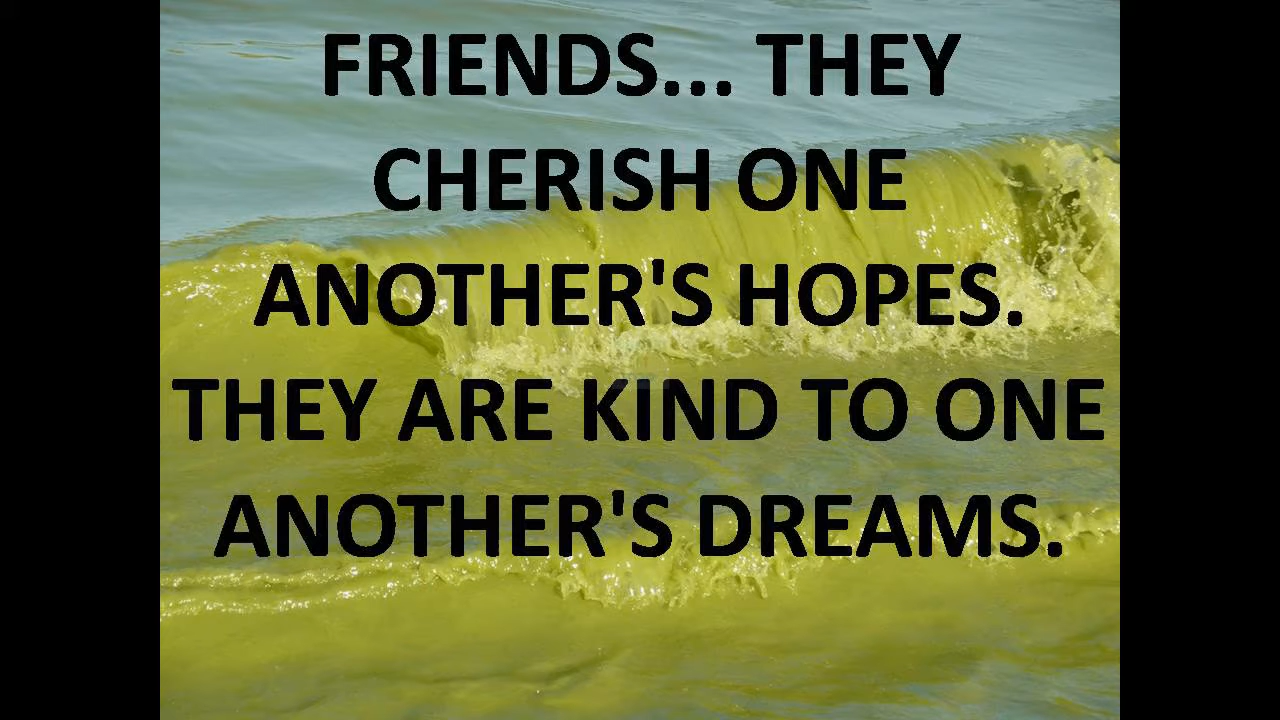 FRIENDS... THEY
CHERISH ONE
ANOTHER'S HOPES.
THEY ARE KIND TO ONE
ANOTHER'S DREAMS.